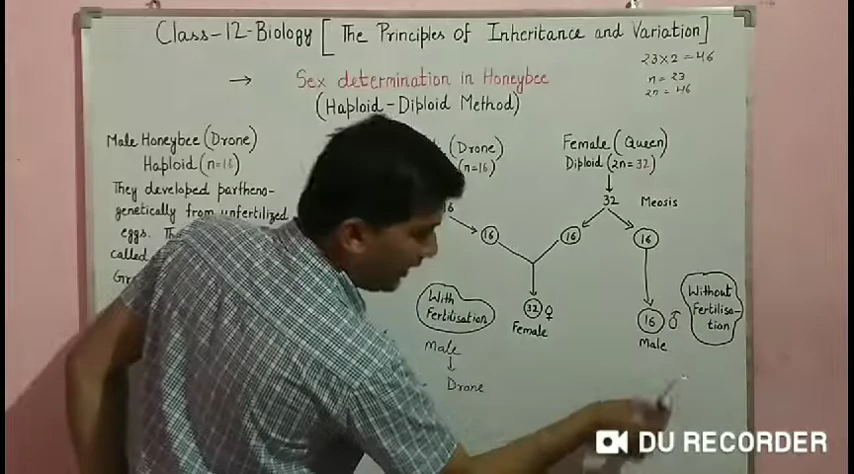 Class-12-Biology [ The Principles of Inheritance and Variation]
23x2 = 46
n = 23
2n = 46
→ Sex determination in Honeybee
(Haploid-Diploid Method)
Male Honeybee (Drone)
Haploid (n=16)
They developed partheno-
genetically from unfertilized
eggs.
called
(Drone)
(n=16)
16
16
With
Fertilisation
Male
↓
Drone
Female (Queen)
Diploid (2n=32)
32 Meosis
16
16
32 ♀
Female
16 ♂
Male
Without
Fertilisa-
tion
DU RECORDER